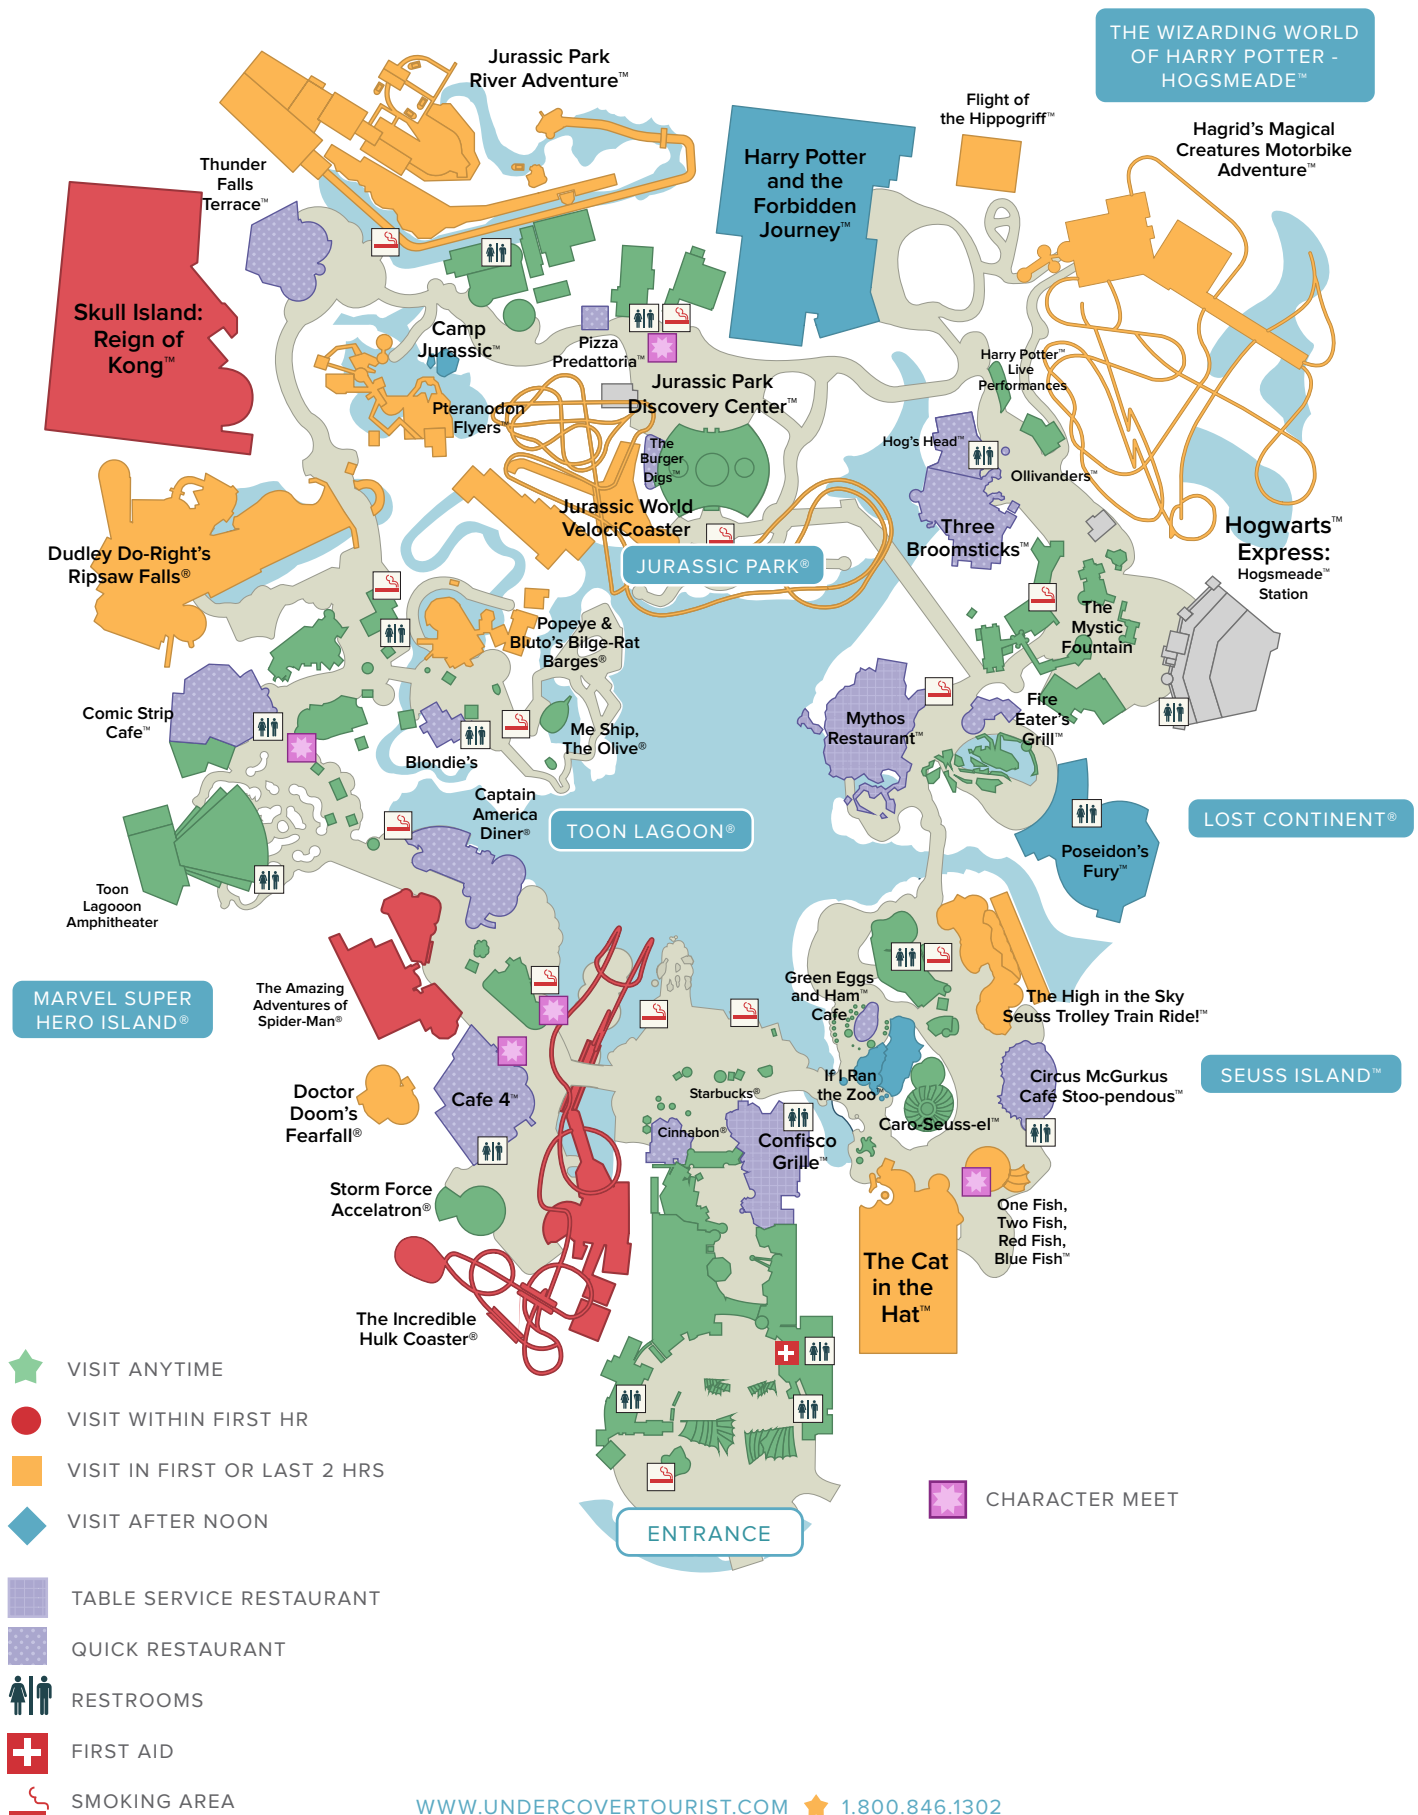 THE WIZARDING WORLD
OF HARRY POTTER -
HOGSMEADE™
Jurassic Park
River Adventure™
Flight of
the Hippogriff™
Hagrid's Magical
Creatures Motorbike
Adventure™
Harry Potter
and the
Forbidden
Journey™
Thunder
Falls
Terrace™
Skull Island:
Reign of
Kong™
Camp
Jurassic™
Pizza
Predattoria™
Harry Potter™
Live
Performances
Jurassic Park
Discovery Center™
Pteranodon
Flyers™
The
Burger
Digs™
Hog's Head™
Ollivanders™
Jurassic World
VelociCoaster
Three
Broomsticks™
Hogwarts™
Express:
Hogsmeade™
Station
Dudley Do-Right's
Ripsaw Falls®
JURASSIC PARK®
The
Mystic
Fountain
Popeye &
Bluto's Bilge-Rat
Barges®
Comic Strip
Cafe™
Me Ship,
The Olive®
Mythos
Restaurant™
Fire
Eater's
Grill™
Blondie's
Captain
America
Diner®
TOON LAGOON®
LOST CONTINENT®
Poseidon's
Fury™
Toon
Lagooon
Amphitheater
MARVEL SUPER
HERO ISLAND®
The Amazing
Adventures of
Spider-Man®
Green Eggs
and Ham™
Cafe
The High in the Sky
Seuss Trolley Train Ride!™
Doctor
Doom's
Fearfall®
Cafe 4™
Starbucks®
If I Ran
the Zoo™
Circus McGurkus
Cafe Stoo-pendous™
SEUSS ISLAND™
Cinnabon®
Confisco
Grille™
Caro-Seuss-el™
Storm Force
Accelatron®
One Fish,
Two Fish,
Red Fish,
Blue Fish™
The Cat
in the
Hat™
The Incredible
Hulk Coaster®
VISIT ANYTIME
VISIT WITHIN FIRST HR
VISIT IN FIRST OR LAST 2 HRS
VISIT AFTER NOON
CHARACTER MEET
ENTRANCE
TABLE SERVICE RESTAURANT
QUICK RESTAURANT
RESTROOMS
FIRST AID
SMOKING AREA
WWW.UNDERCOVERTOURIST.COM 1.800.846.1302